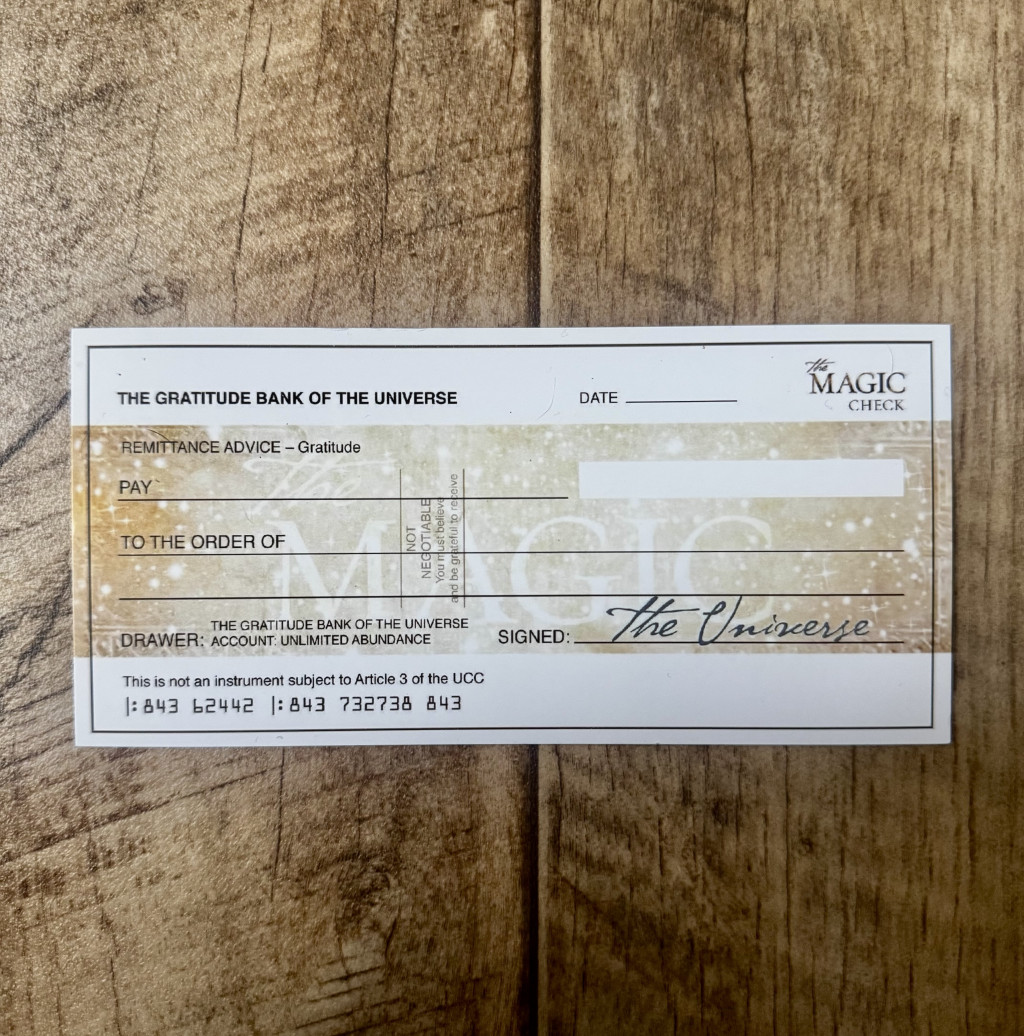 THE GRATITUDE BANK OF THE UNIVERSE
DATE
The
MAGIC
CHECK
REMITTANCE ADVICE – Gratitude
PAY
The
MAGIC
NOT
NEGOTIABLE
You must believe
and be grateful to receive
TO THE ORDER OF
DRAWER:
THE GRATITUDE BANK OF THE UNIVERSE
ACCOUNT: UNLIMITED ABUNDANCE
SIGNED: The Universe
This is not an instrument subject to Article 3 of the UCC
|:843 62442 |:843 732738 843